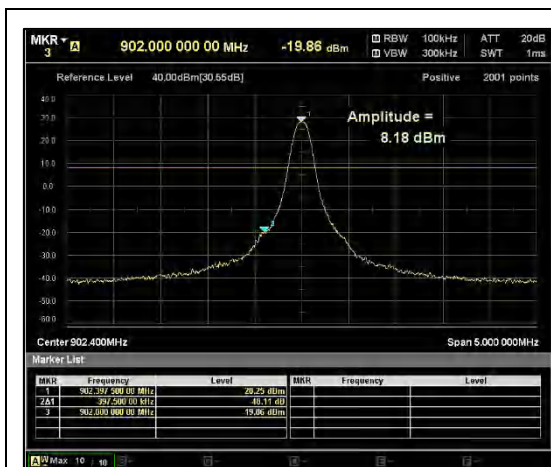 MKR 3 A 902.000 000 00 MHz -19.86 dBm RBW 100kHz ATT 20dB
VBW 300kHz SWT 1ms
Reference Level 40.00dBm[30.55dB] Positive 2001 points
40.0
30.0
20.0
10.0
0.0
-10.0
-20.0
-30.0
-40.0
-50.0
-60.0
1
Amplitude =
8.18 dBm
Center 902.400MHz Span 5.000 000MHz
Marker List
MKR Frequency Level MKR Frequency Level
1 902.397 500 00 MHz 28.25 dBm
2Δ1 -397.500 00 kHz -48.11 dB
3 902.000 000 00 MHz -19.86 dBm
A Max 10 / 10